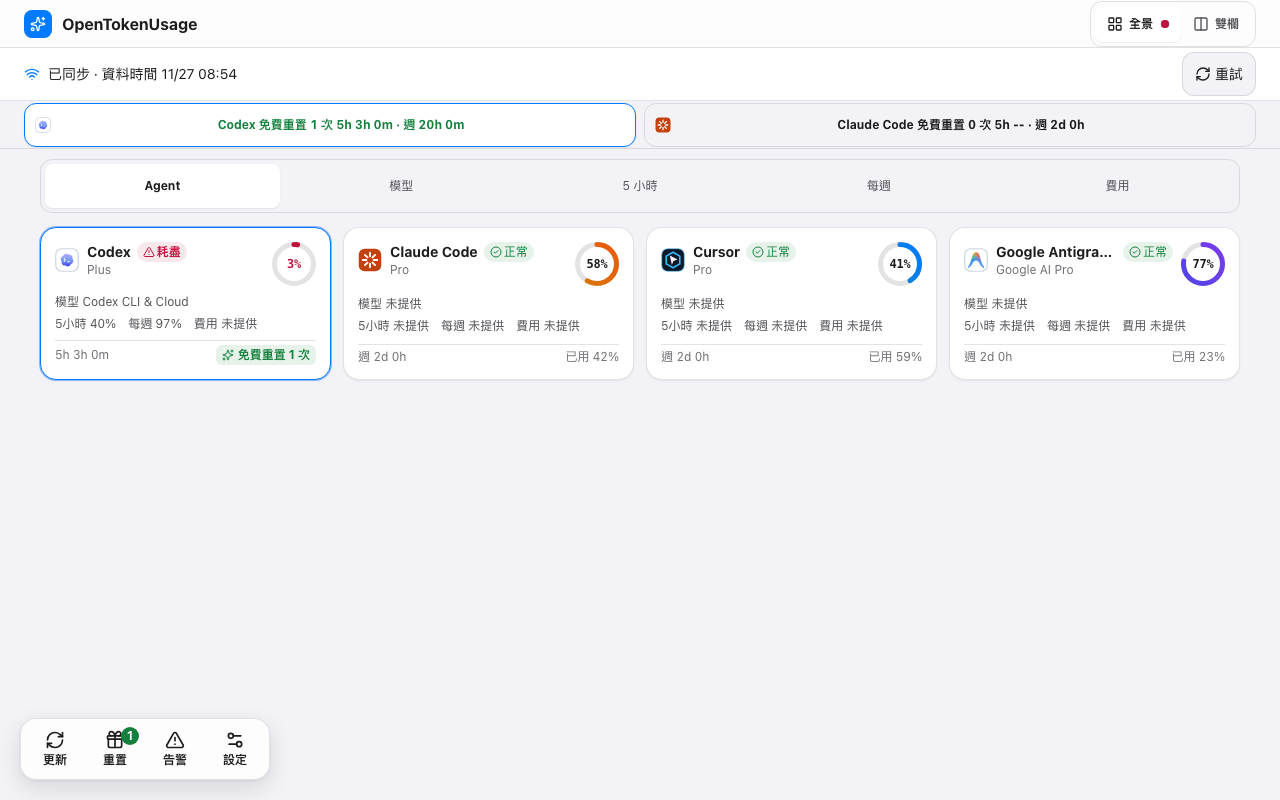 OpenTokenUsage
全景
雙欄
已同步 · 資料時間 11/27 08:54
重試
Codex 免費重置 1 次 5h 3h 0m · 週 20h 0m
Claude Code 免費重置 0 次 5h -- · 週 2d 0h
Agent
模型
5 小時
每週
費用
Codex 耗盡
Plus
3%
模型 Codex CLI & Cloud
5小時 40% 每週 97% 費用 未提供
5h 3h 0m 免費重置 1 次
Claude Code 正常
Pro
58%
模型 未提供
5小時 未提供 每週 未提供 費用 未提供
週 2d 0h 已用 42%
Cursor 正常
Pro
41%
模型 未提供
5小時 未提供 每週 未提供 費用 未提供
週 2d 0h 已用 59%
Google Antigra... 正常
Google AI Pro
77%
模型 未提供
5小時 未提供 每週 未提供 費用 未提供
週 2d 0h 已用 23%
更新
1
重置
告警
設定